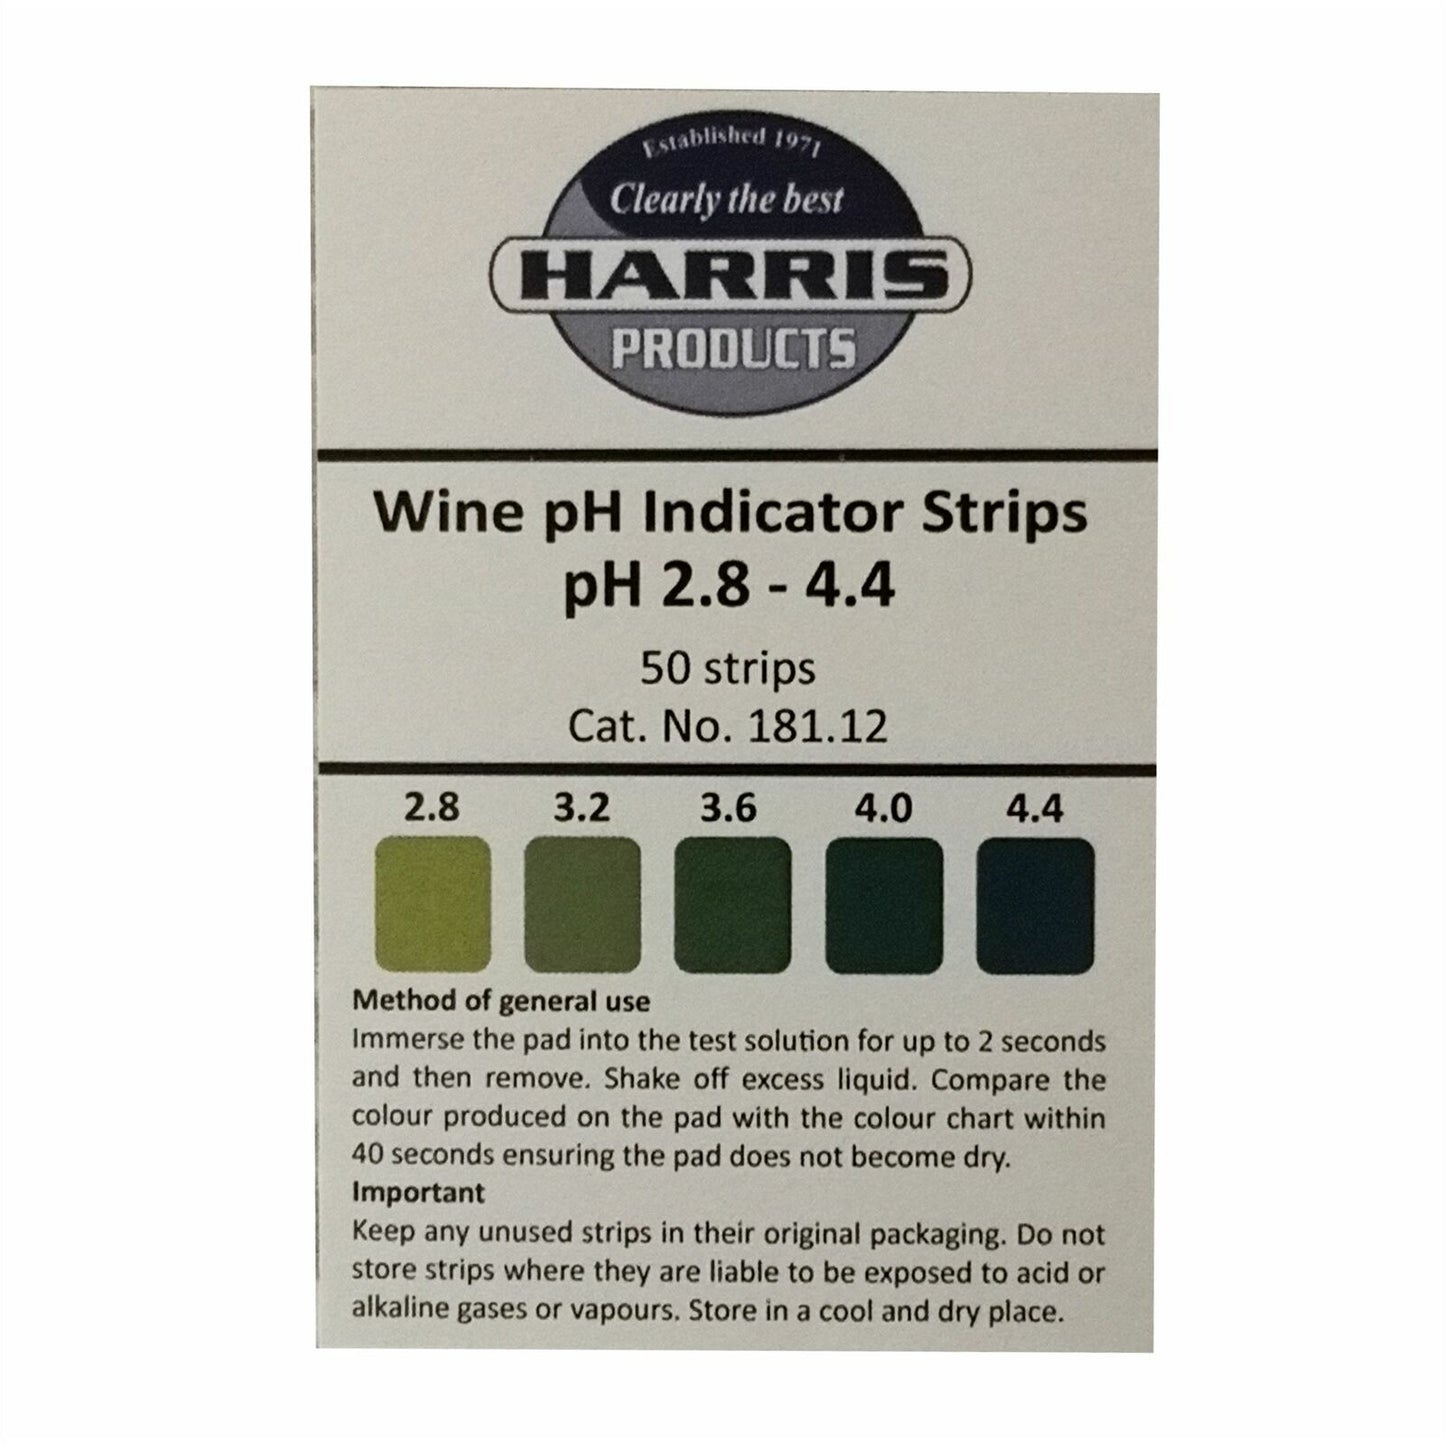 Established 1971
Clearly the best
HARRIS
PRODUCTS
Wine pH Indicator Strips
pH 2.8 - 4.4
50 strips
Cat. No. 181.12
2.8 3.2 3.6 4.0 4.4
Method of general use
Immerse the pad into the test solution for up to 2 seconds
and then remove. Shake off excess liquid. Compare the
colour produced on the pad with the colour chart within
40 seconds ensuring the pad does not become dry.
Important
Keep any unused strips in their original packaging. Do not
store strips where they are liable to be exposed to acid or
alkaline gases or vapours. Store in a cool and dry place.